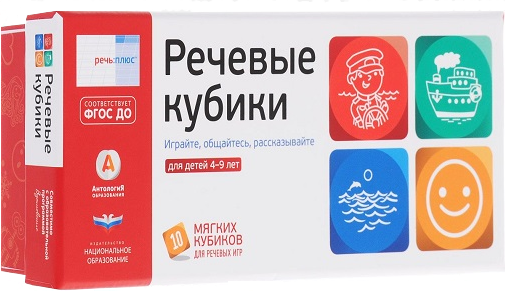 речь:плюс
СООТВЕТСТВУЕТ
ФГОС ДО
Антология
ОБРАЗОВАНИЕ
ИЗДАТЕЛЬСТВО
НАЦИОНАЛЬНОЕ
ОБРАЗОВАНИЕ
Речевые
кубики
Играйте, общайтесь, рассказывайте
для детей 4–9 лет
10
МЯГКИХ
КУБИКОВ
ДЛЯ РЕЧЕВЫХ ИГР
Речевые
кубики